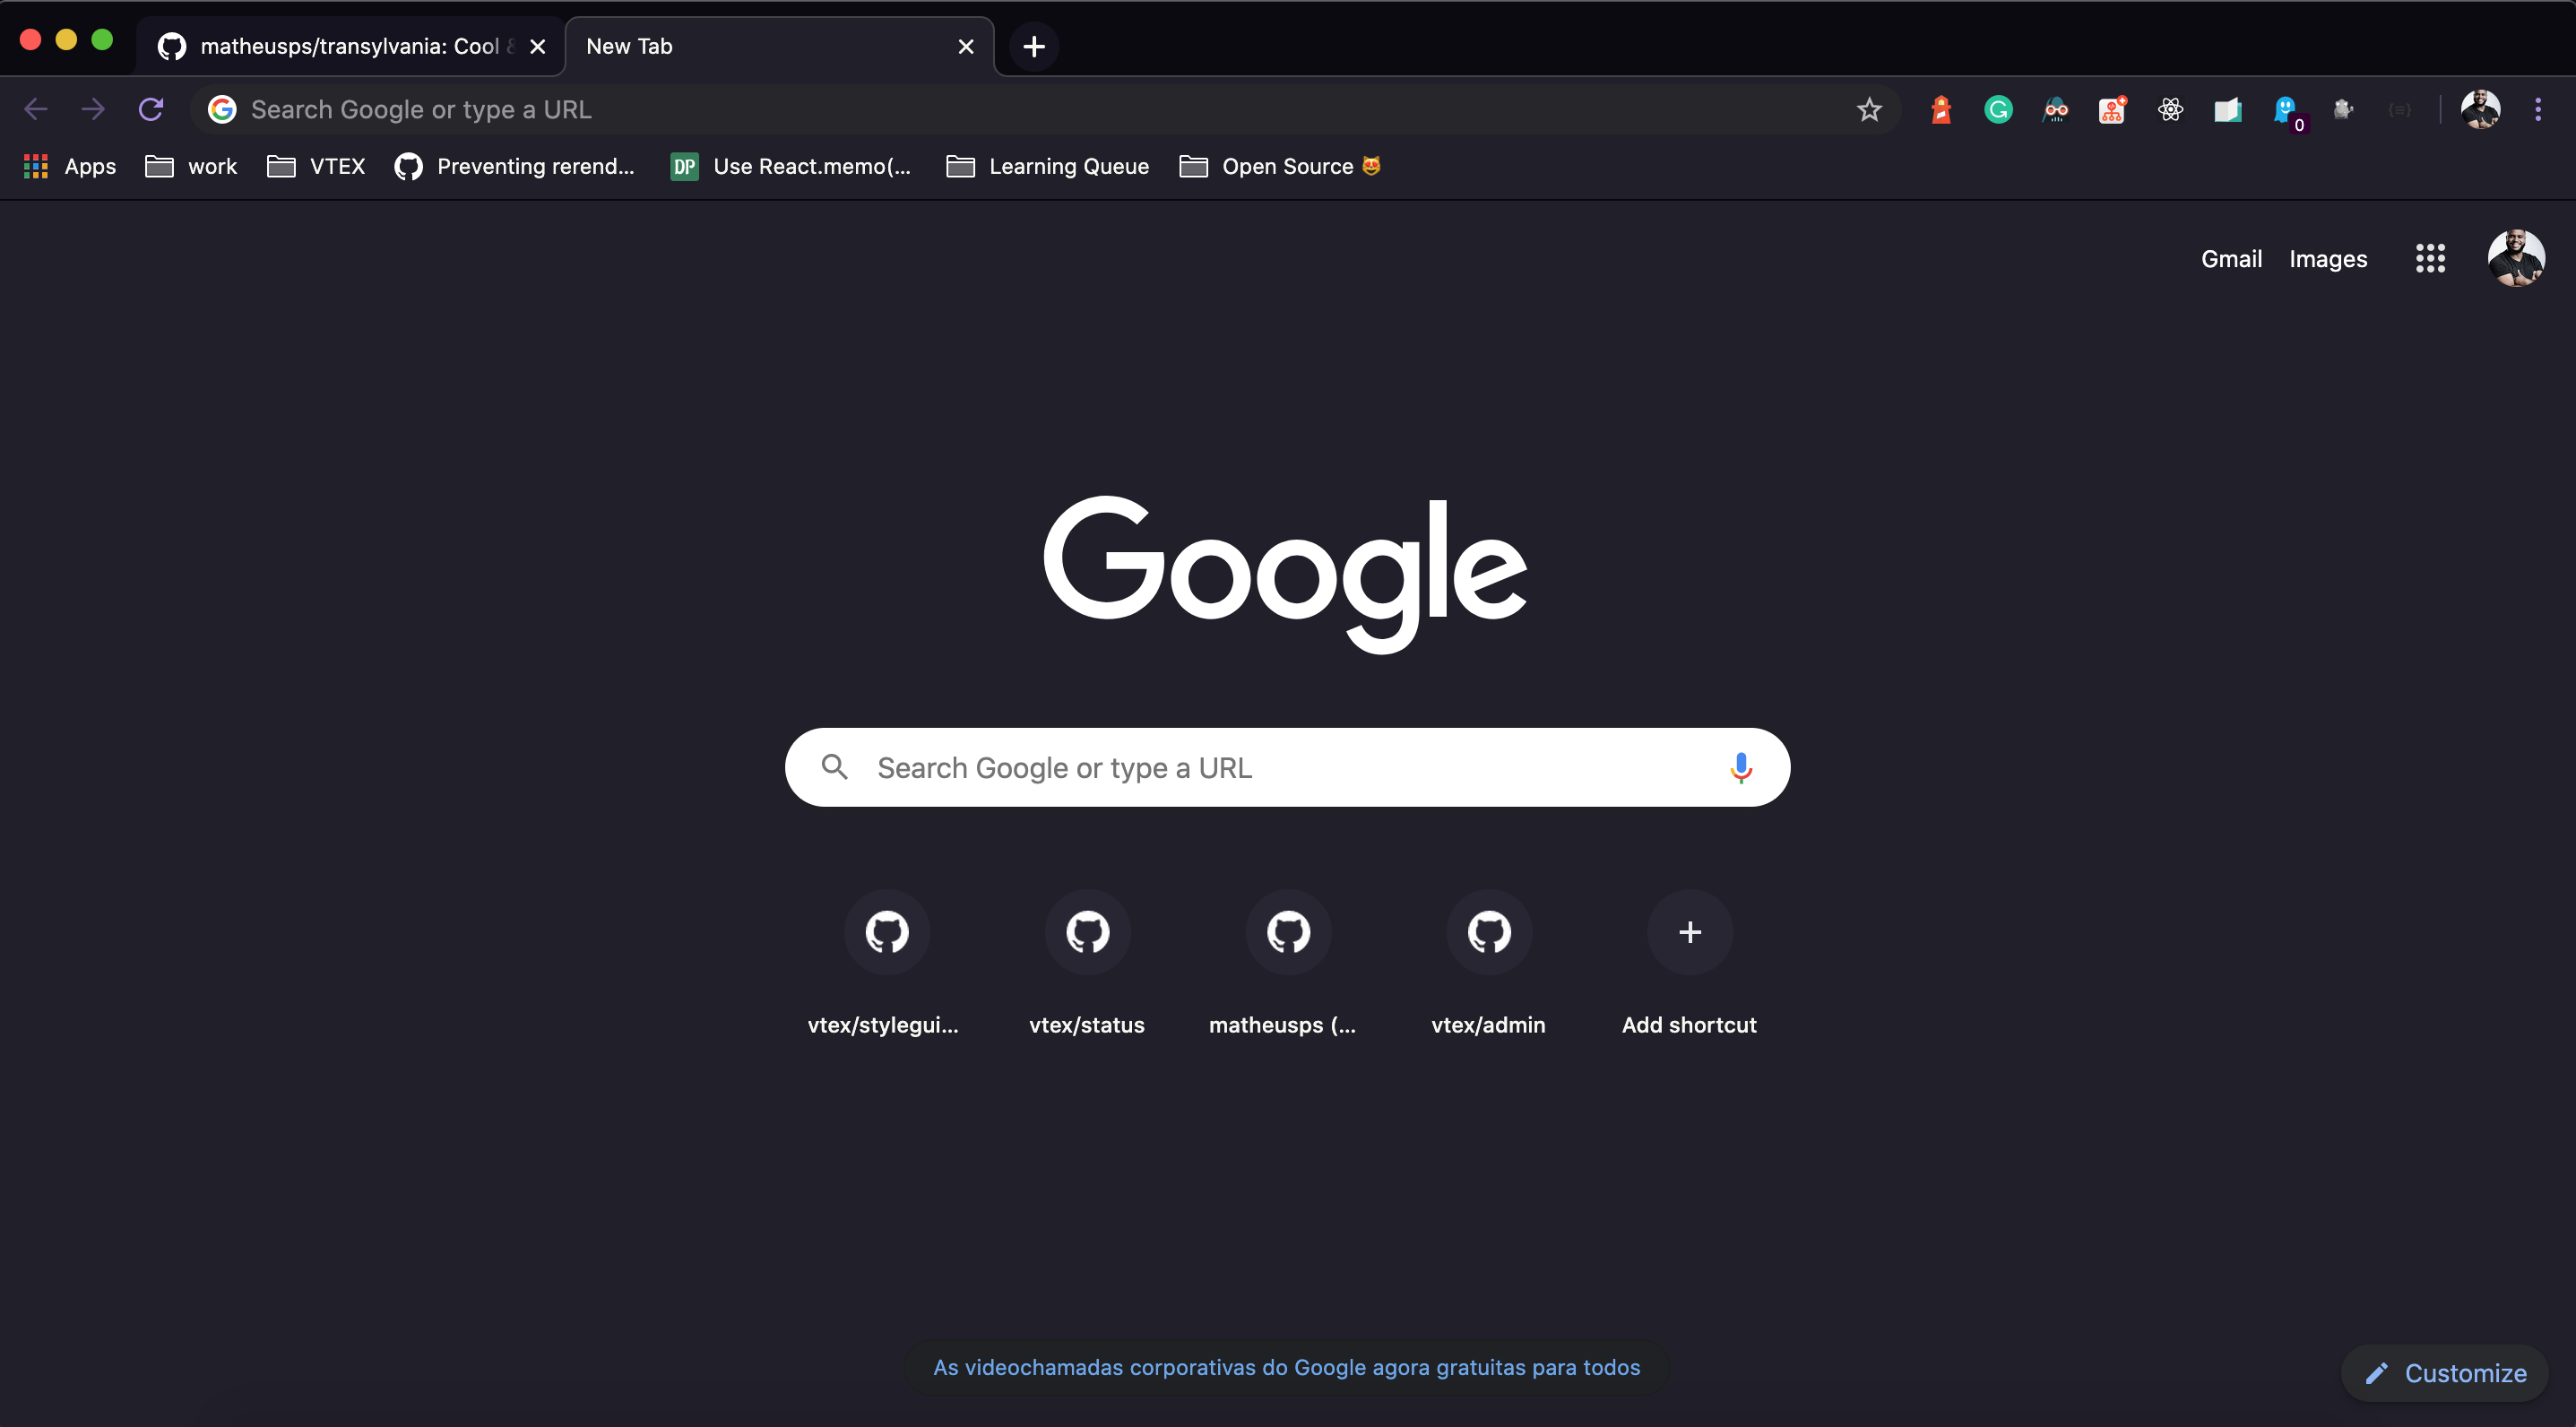 matheusps/transylvania: Cool
New Tab
Search Google or type a URL
0
Apps work VTEX Preventing rerend... DP Use React.memo(... Learning Queue Open Source 😻
Gmail Images
Google
Search Google or type a URL
vtex/stylegui... vtex/status matheusps (... vtex/admin Add shortcut
As videochamadas corporativas do Google agora gratuitas para todos
Customize